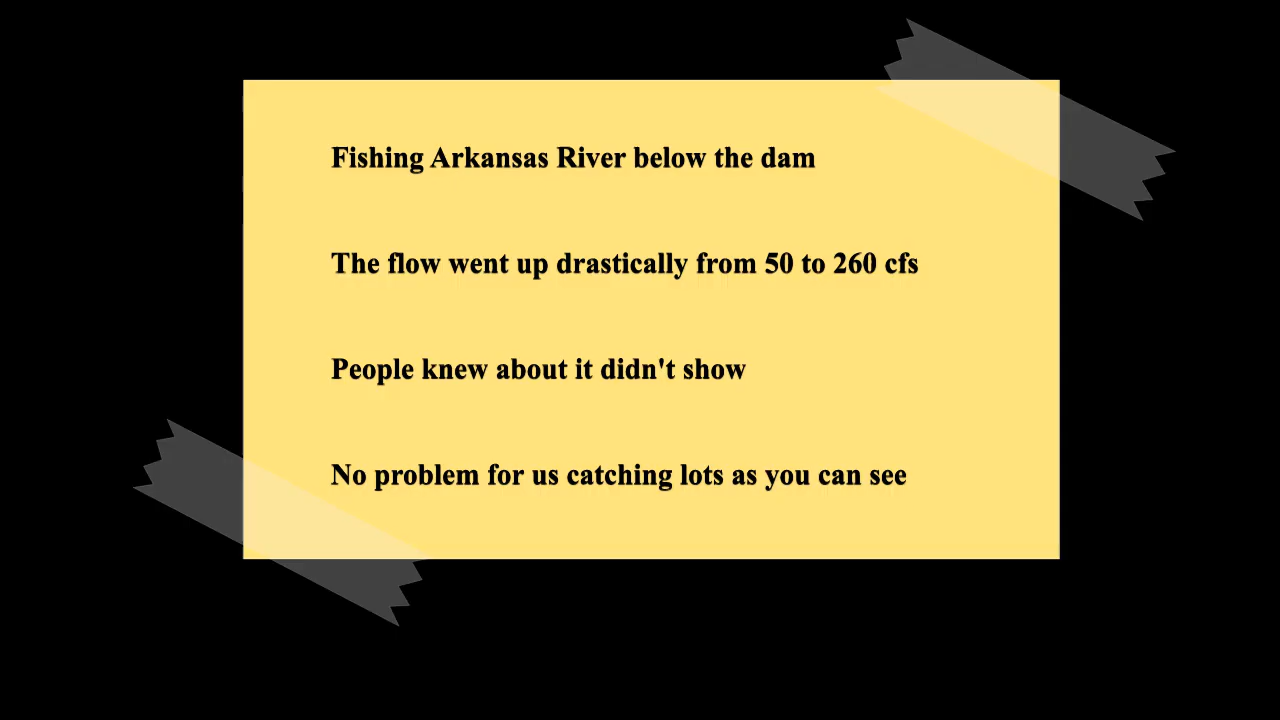 Fishing Arkansas River below the dam
The flow went up drastically from 50 to 260 cfs
People knew about it didn't show
No problem for us catching lots as you can see